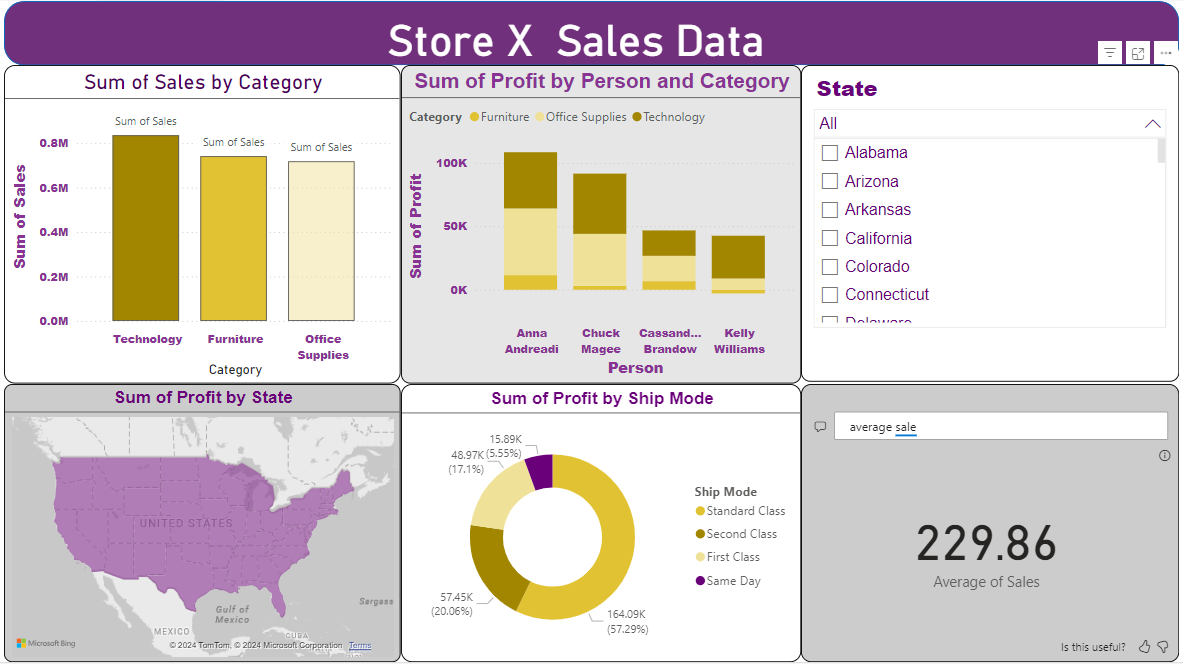 Store X  Sales Data
Sum of Sales by Category
Sum of Sales
0.8M
0.6M
0.4M
0.2M
0.0M
Sum of Sales
Sum of Sales
Sum of Sales
Technology
Furniture
Office
Supplies
Category
Sum of Profit by Person and Category
Category Furniture Office Supplies Technology
Sum of Profit
100K
50K
0K
Anna
Andreadi
Chuck
Magee
Cassand...
Brandow
Kelly
Williams
Person
State
All
Alabama
Arizona
Arkansas
California
Colorado
Connecticut
Delaware
Sum of Profit by State
UNITED STATES
Gulf of
Mexico
Sargass
MEXICO
CUBA
Microsoft Bing
© 2024 TomTom, © 2024 Microsoft Corporation Terms
Sum of Profit by Ship Mode
15.89K
(5.55%)
48.97K
(17.1%)
57.45K
(20.06%)
164.09K
(57.29%)
Ship Mode
Standard Class
Second Class
First Class
Same Day
average sale
229.86
Average of Sales
Is this useful?